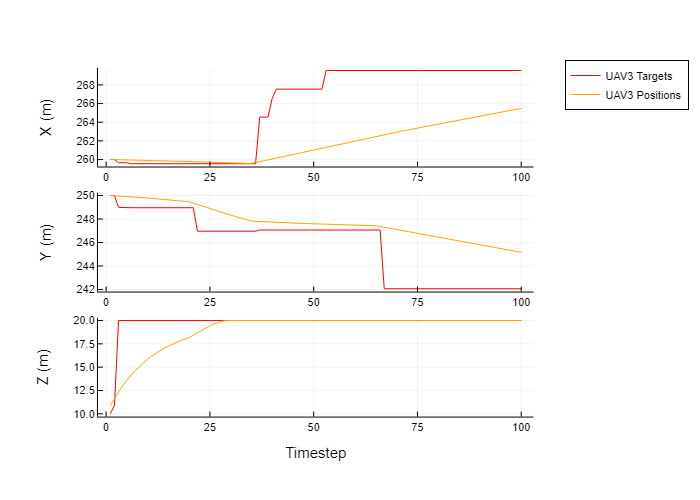 UAV3 Targets
UAV3 Positions
X (m)
268
266
264
262
260
0 25 50 75 100
Y (m)
250
248
246
244
242
0 25 50 75 100
Z (m)
20.0
17.5
15.0
12.5
10.0
0 25 50 75 100
Timestep